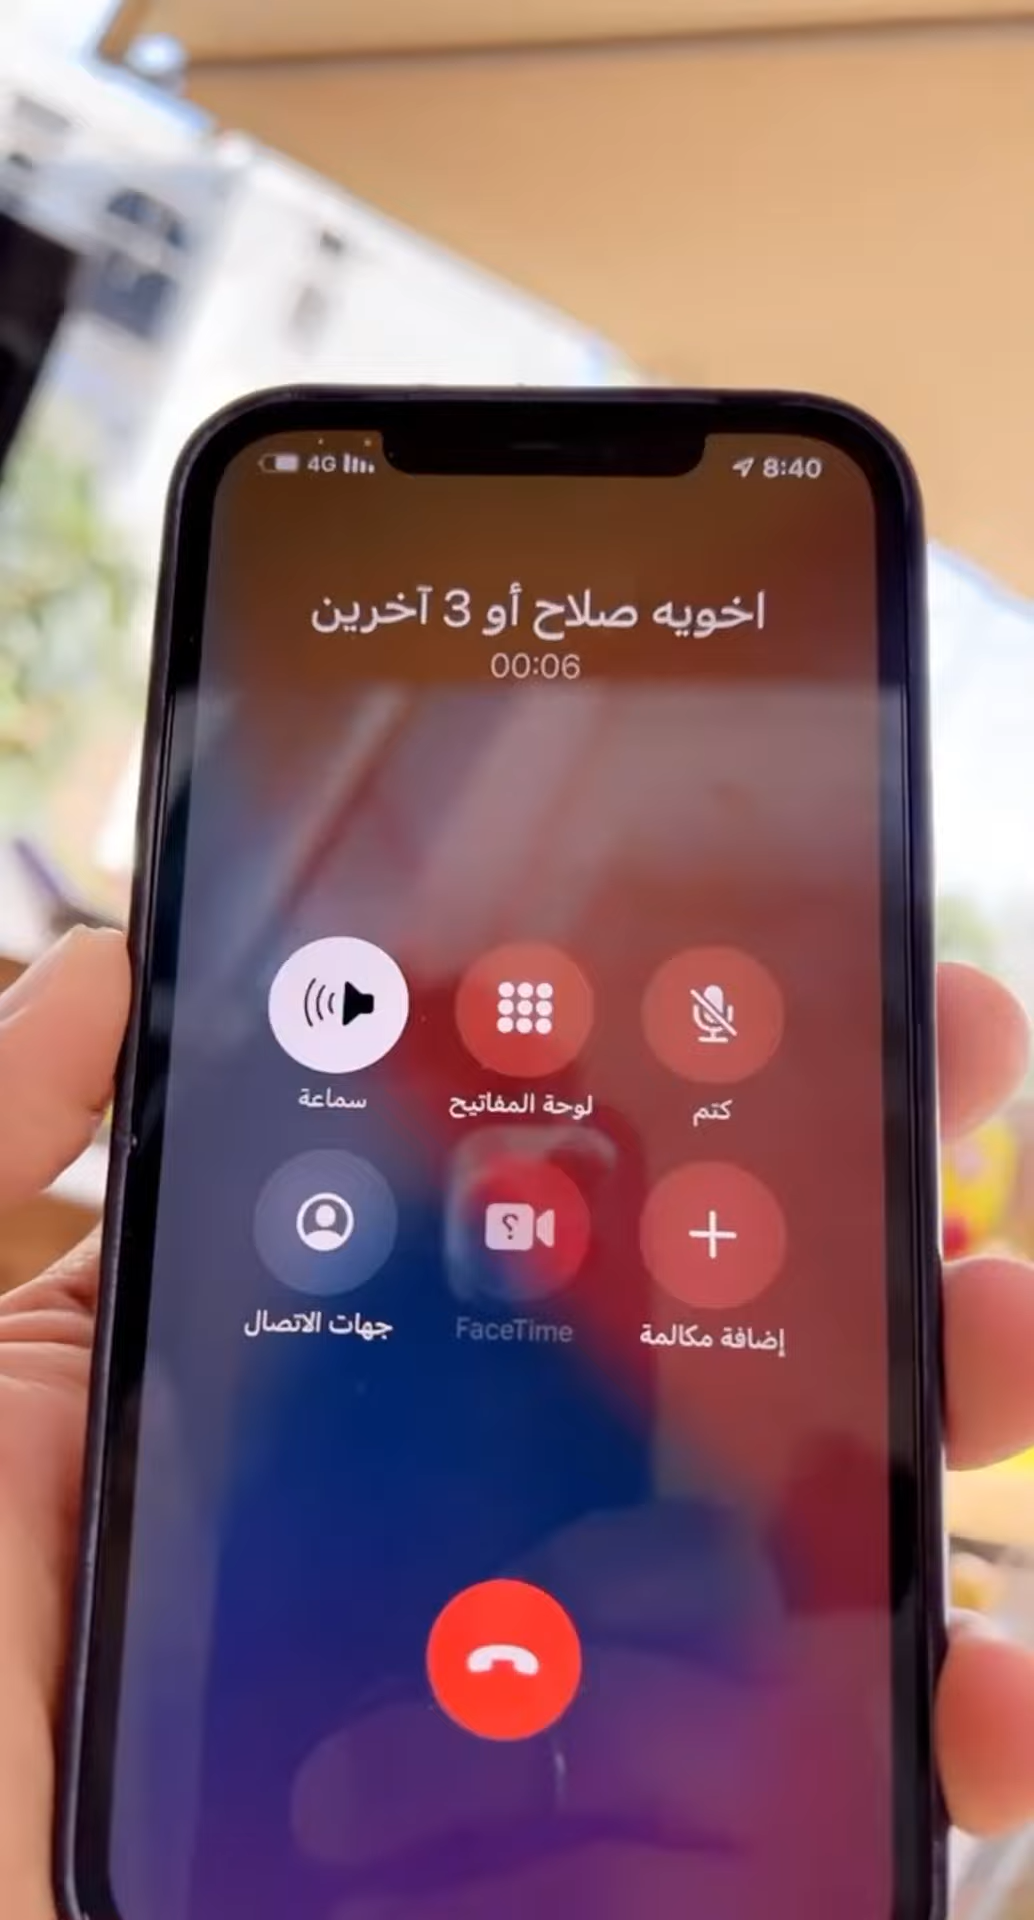 8:40 4G
اخويه صلاح أو 3 آخرين
00:06
كتم لوحة المفاتيح سماعة
؟
إضافة مكالمة FaceTime جهات الاتصال